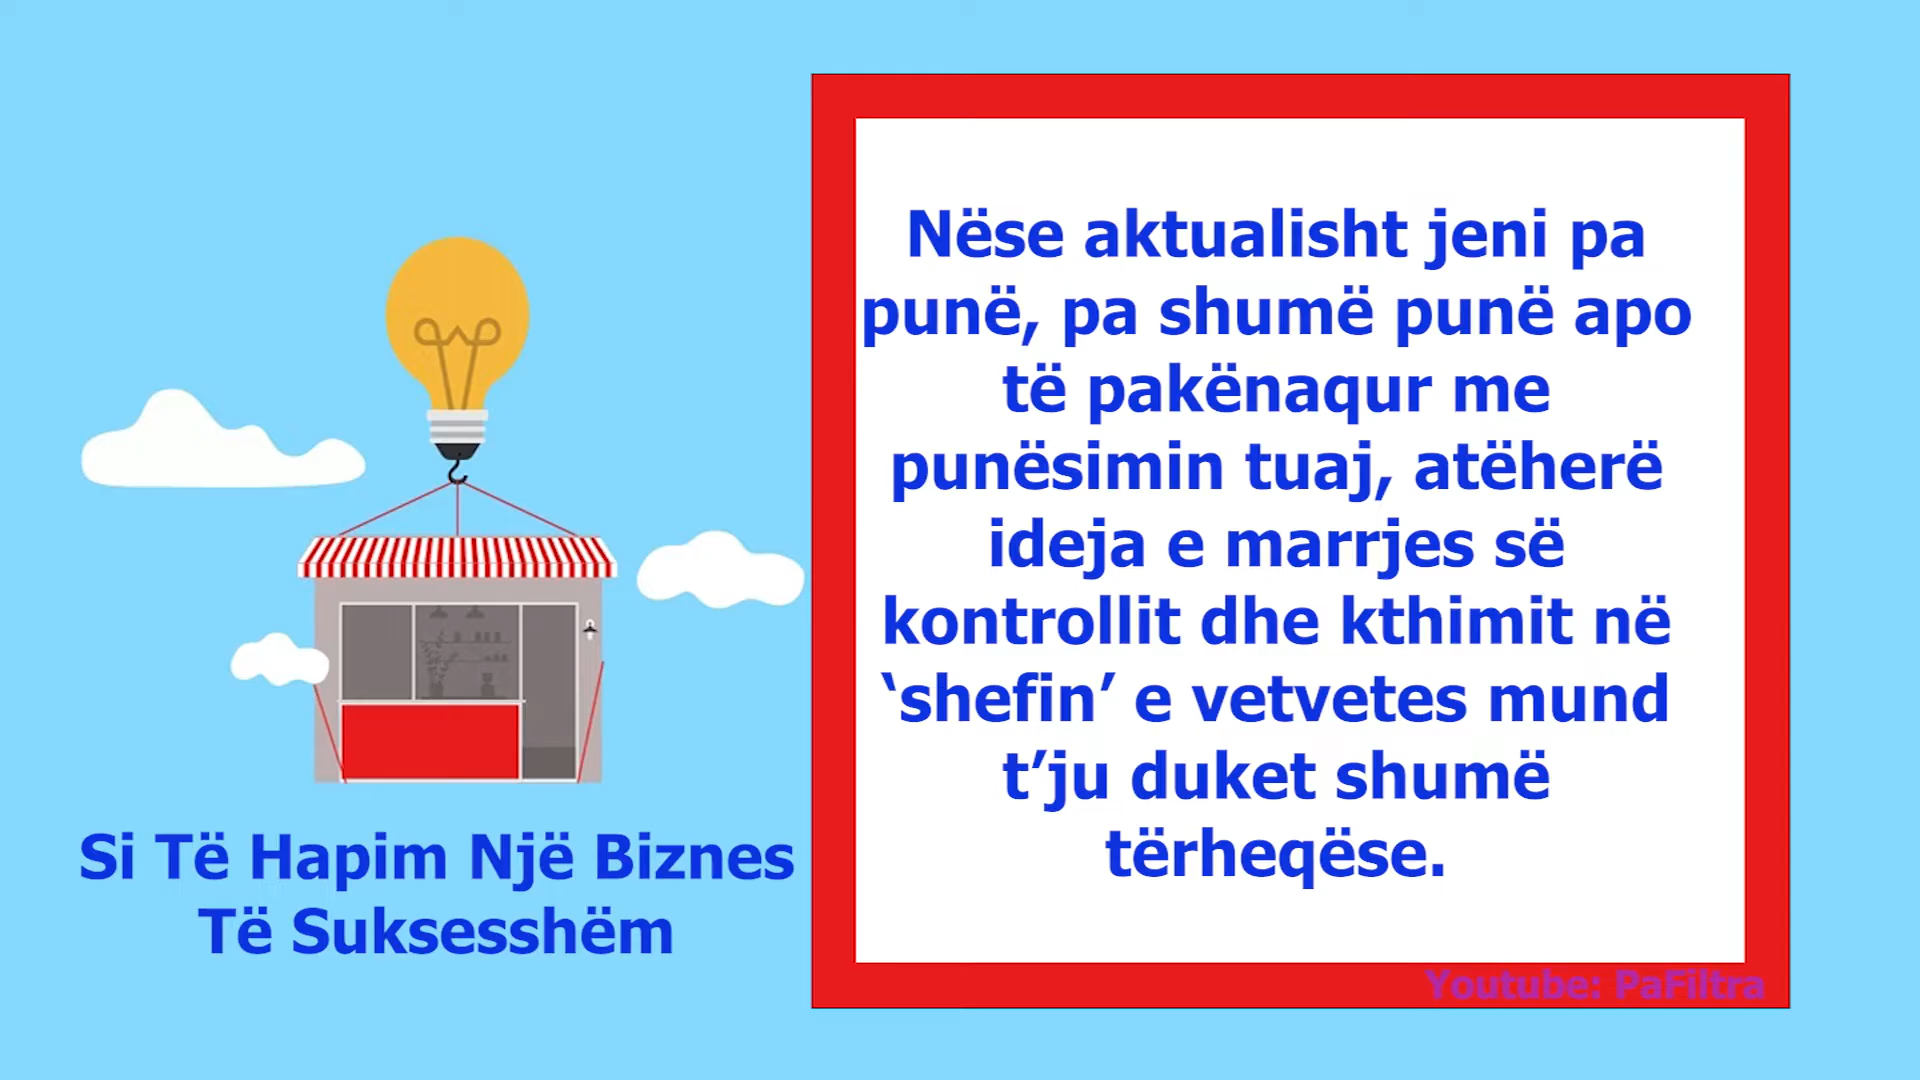 Nëse aktualisht jeni pa
punë, pa shumë punë apo
të pakënaqur me
punësimin tuaj, atëherë
ideja e marrjes së
kontrollit dhe kthimit në
‘shefin’ e vetvetes mund
t’ju duket shumë
tërheqëse.
Si Të Hapim Një Biznes
Të Suksesshëm
Youtube: PaFiltra